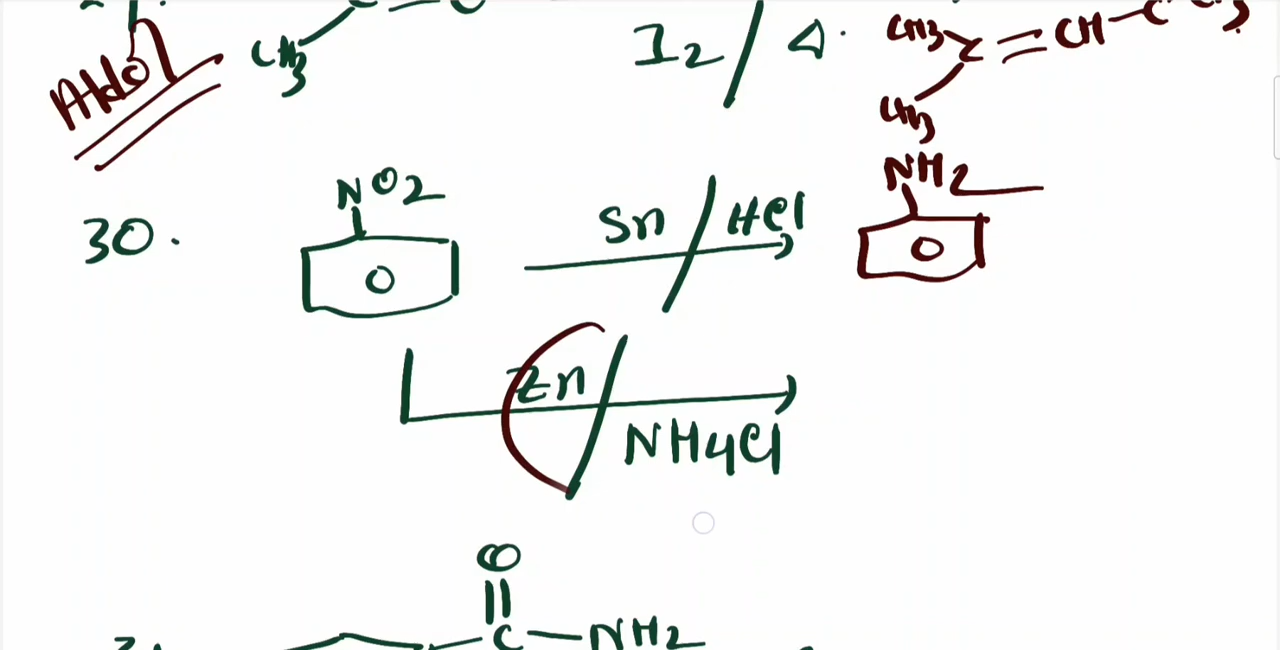 CH3
I2 / Δ.
CH3 C = CH - C
CH3
Aldol
30. NO2
Sn / HCl
NH2
Zn / NH4Cl
O
||
C - NH2